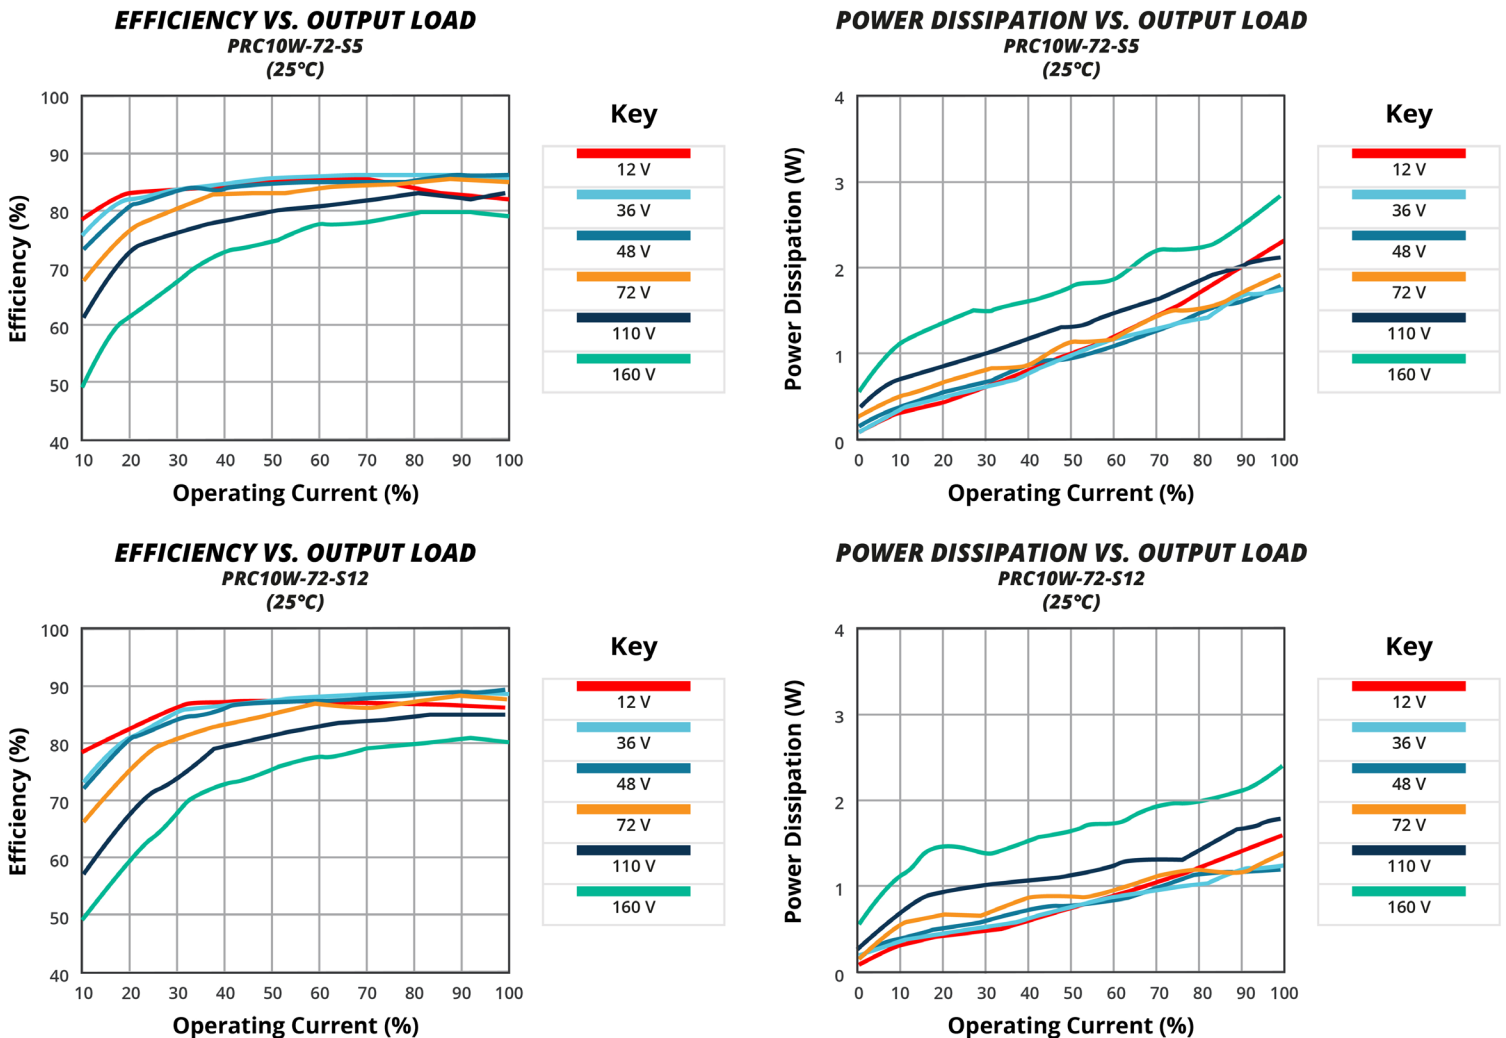 EFFICIENCY VS. OUTPUT LOAD
PRC10W-72-S5
(25°C)
100
90
80
70
60
50
40
Efficiency (%)
10 20 30 40 50 60 70 80 90 100
Operating Current (%)
Key
12 V
36 V
48 V
72 V
110 V
160 V
POWER DISSIPATION VS. OUTPUT LOAD
PRC10W-72-S5
(25°C)
4
3
2
1
0
Power Dissipation (W)
0 10 20 30 40 50 60 70 80 90 100
Operating Current (%)
Key
12 V
36 V
48 V
72 V
110 V
160 V
EFFICIENCY VS. OUTPUT LOAD
PRC10W-72-S12
(25°C)
100
90
80
70
60
50
40
Efficiency (%)
10 20 30 40 50 60 70 80 90 100
Operating Current (%)
Key
12 V
36 V
48 V
72 V
110 V
160 V
POWER DISSIPATION VS. OUTPUT LOAD
PRC10W-72-S12
(25°C)
4
3
2
1
0
Power Dissipation (W)
0 10 20 30 40 50 60 70 80 90 100
Operating Current (%)
Key
12 V
36 V
48 V
72 V
110 V
160 V